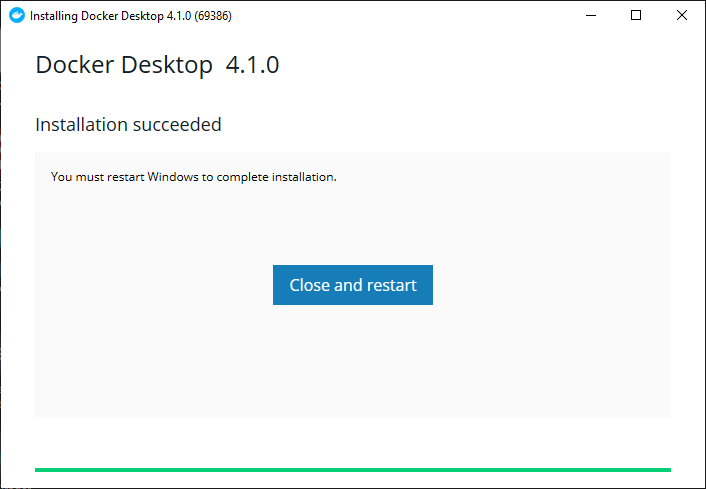 Installing Docker Desktop 4.1.0 (69386)
Docker Desktop 4.1.0
Installation succeeded
You must restart Windows to complete installation.
Close and restart